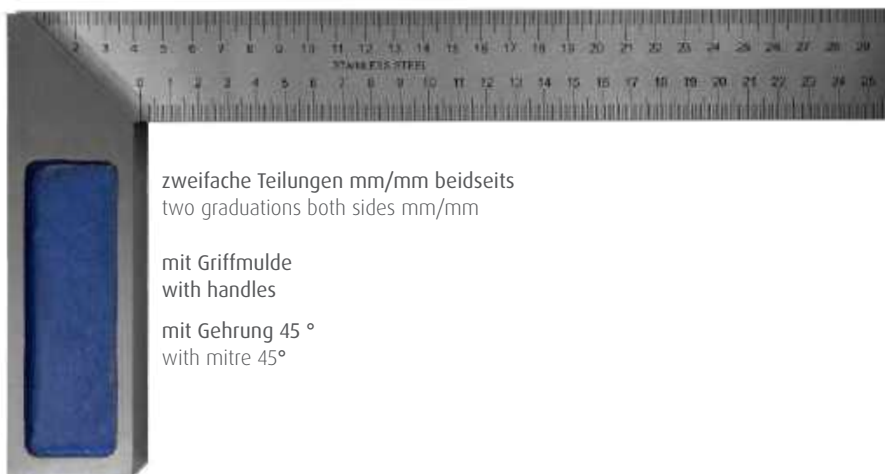 2 3 4 5 6 7 8 9 10 11 12 13 14 15 16 17 18 19 20 21 22 23 24 25 26 27 28 29
STAINLESS STEEL
0 1 2 3 4 5 6 7 8 9 10 11 12 13 14 15 16 17 18 19 20 21 22 23 24 25
zweifache Teilungen mm/mm beidseits
two graduations both sides mm/mm
mit Griffmulde
with handles
mit Gehrung 45 °
with mitre 45°